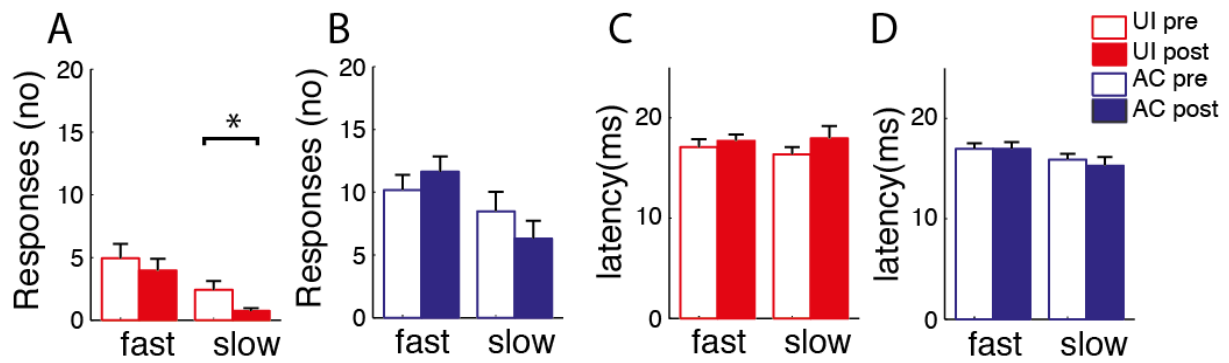 A
Responses (no)
20
15
10
5
0
*
fast slow
B
Responses (no)
20
15
10
5
0
fast slow
C
latency(ms)
20
10
0
fast slow
D
latency(ms)
20
10
0
fast slow
UI pre
UI post
AC pre
AC post